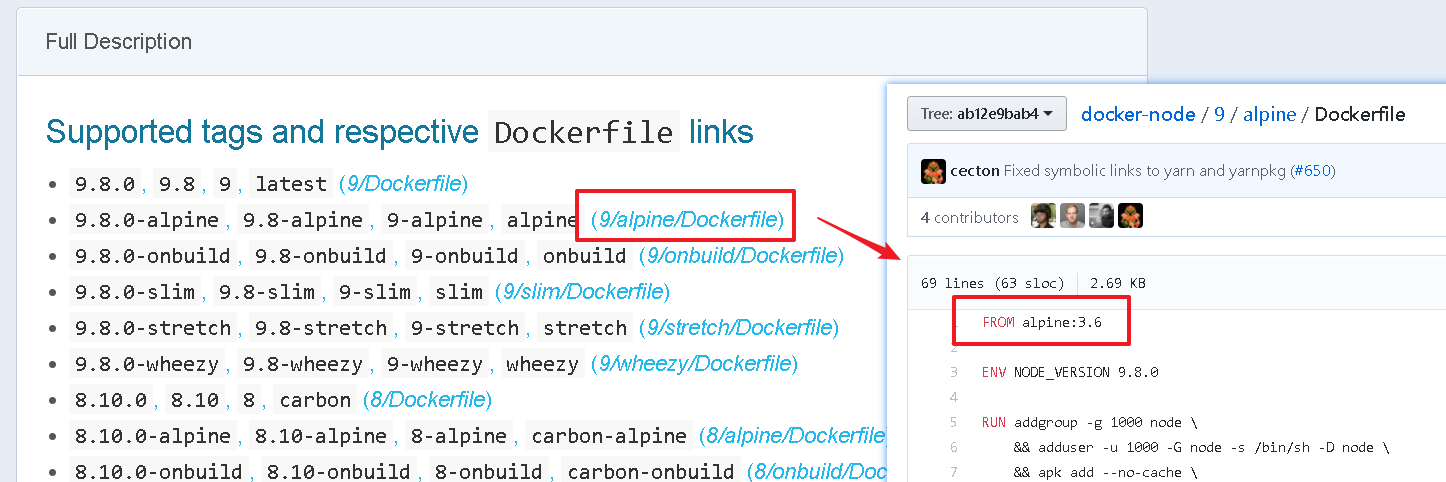 Full Description
Supported tags and respective Dockerfile links
9.8.0 , 9.8 , 9 , latest (9/Dockerfile)
9.8.0-alpine , 9.8-alpine , 9-alpine , alpine (9/alpine/Dockerfile)
9.8.0-onbuild , 9.8-onbuild , 9-onbuild , onbuild (9/onbuild/Dockerfile)
9.8.0-slim , 9.8-slim , 9-slim , slim (9/slim/Dockerfile)
9.8.0-stretch , 9.8-stretch , 9-stretch , stretch (9/stretch/Dockerfile)
9.8.0-wheezy , 9.8-wheezy , 9-wheezy , wheezy (9/wheezy/Dockerfile)
8.10.0 , 8.10 , 8 , carbon (8/Dockerfile)
8.10.0-alpine , 8.10-alpine , 8-alpine , carbon-alpine (8/alpine/Dockerfile
8.10.0-onbuild , 8.10-onbuild , 8-onbuild , carbon-onbuild (8/onbuild/Doc
Tree: ab12e9bab4 docker-node / 9 / alpine / Dockerfile
cecton Fixed symbolic links to yarn and yarnpkg (#650)
4 contributors
69 lines (63 sloc) 2.69 KB
1 FROM alpine:3.6
2
3 ENV NODE_VERSION 9.8.0
4
5 RUN addgroup -g 1000 node \
6 && adduser -u 1000 -G node -s /bin/sh -D node \
7 && apk add --no-cache \